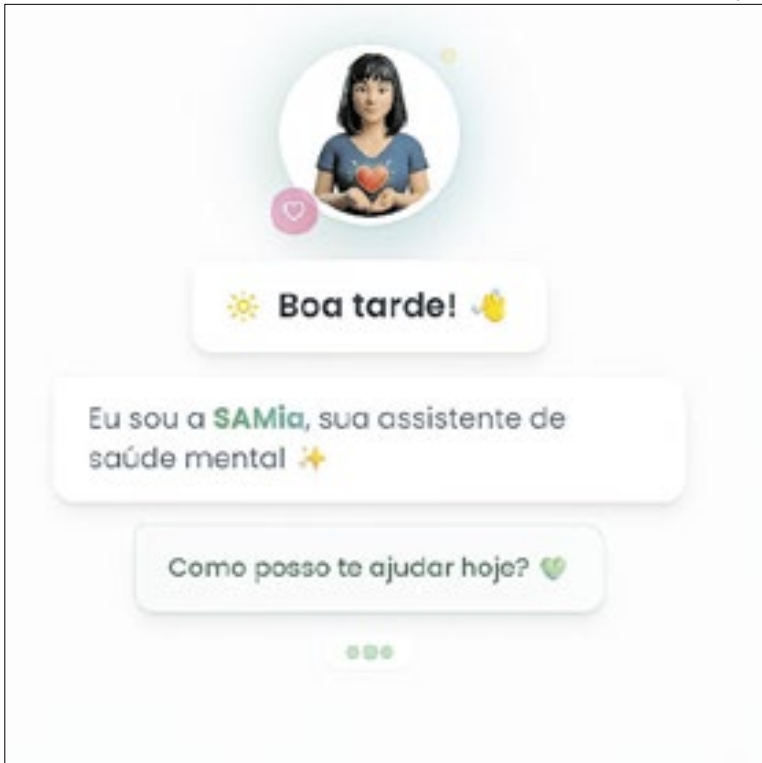 Boa tarde!
Eu sou a SAMia, sua assistente de
saúde mental
Como posso te ajudar hoje?